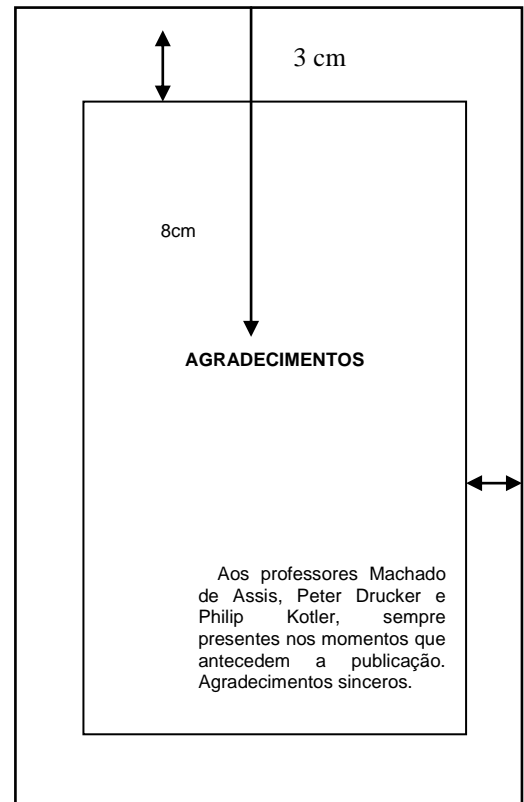 3 cm
8cm
AGRADECIMENTOS
Aos professores Machado
de Assis, Peter Drucker e
Philip Kotler, sempre
presentes nos momentos que
antecedem a publicação.
Agradecimentos sinceros.